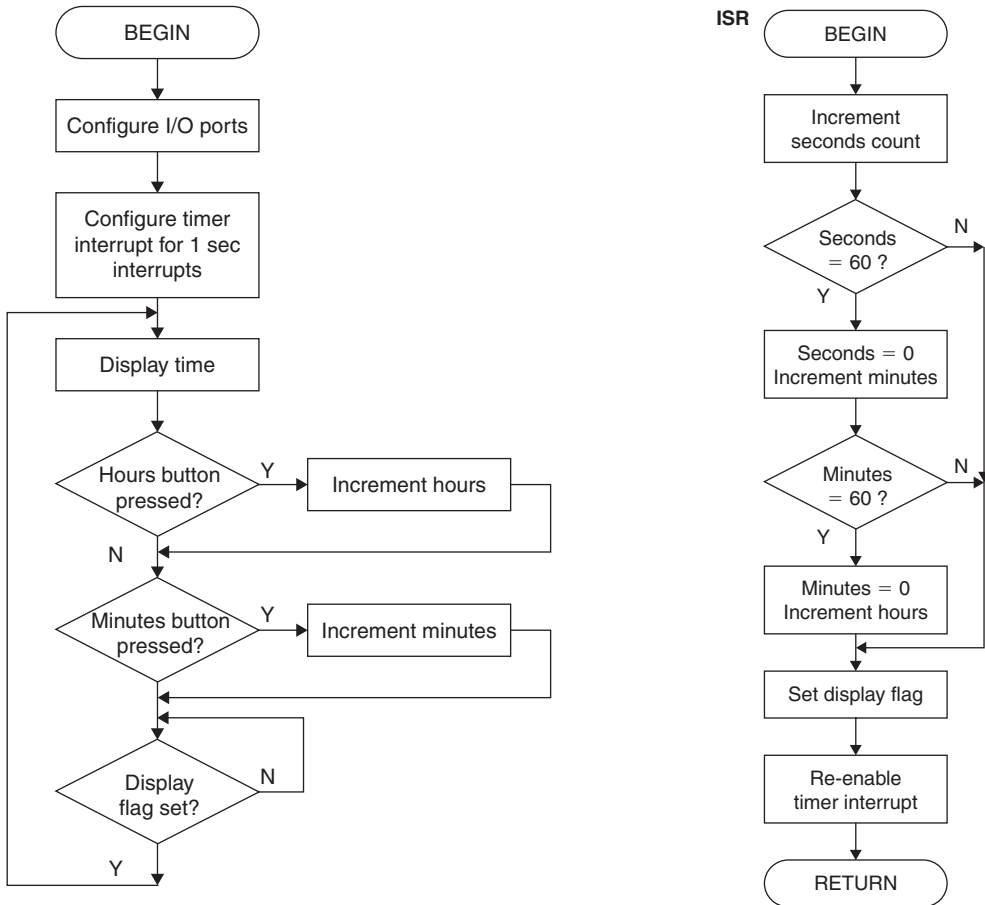 BEGIN
Configure I/O ports
Configure timer
interrupt for 1 sec
interrupts
Display time
Hours button
pressed?
Y
Increment hours
N
Minutes button
pressed?
Y
Increment minutes
Display
flag set?
N
Y
ISR
BEGIN
Increment
seconds count
Seconds
= 60 ?
N
Y
Seconds = 0
Increment minutes
Minutes
= 60 ?
N
Y
Minutes = 0
Increment hours
Set display flag
Re-enable
timer interrupt
RETURN